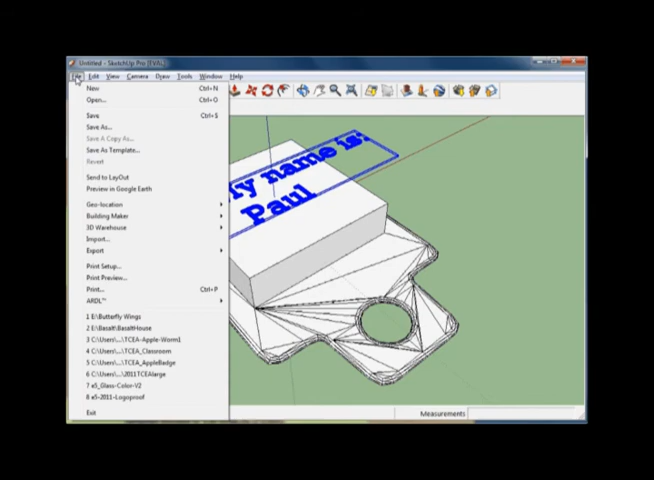 Untitled - SketchUp Pro [EVAL]
File Edit View Camera Draw Tools Window Help
New Ctrl+N
Open... Ctrl+O
Save Ctrl+S
Save As...
Save A Copy As...
Save As Template...
Revert
Send to LayOut
Preview in Google Earth
Geo-location
Building Maker
3D Warehouse
Import...
Export
Print Setup...
Print Preview...
Print... Ctrl+P
ARDL™
1 E:\Butterfly Wings
2 E:\Basalt\BasaltHouse
3 C:\Users\...\TCEA-Apple-Worm1
4 C:\Users\...\TCEA_Classroom
5 C:\Users\...\TCEA_AppleBadge
6 C:\Users\...\2011TCEAlarge
7 e5_Glass-Color-V2
8 e5-2011-Logoproof
Exit
My name is:
Paul
Measurements